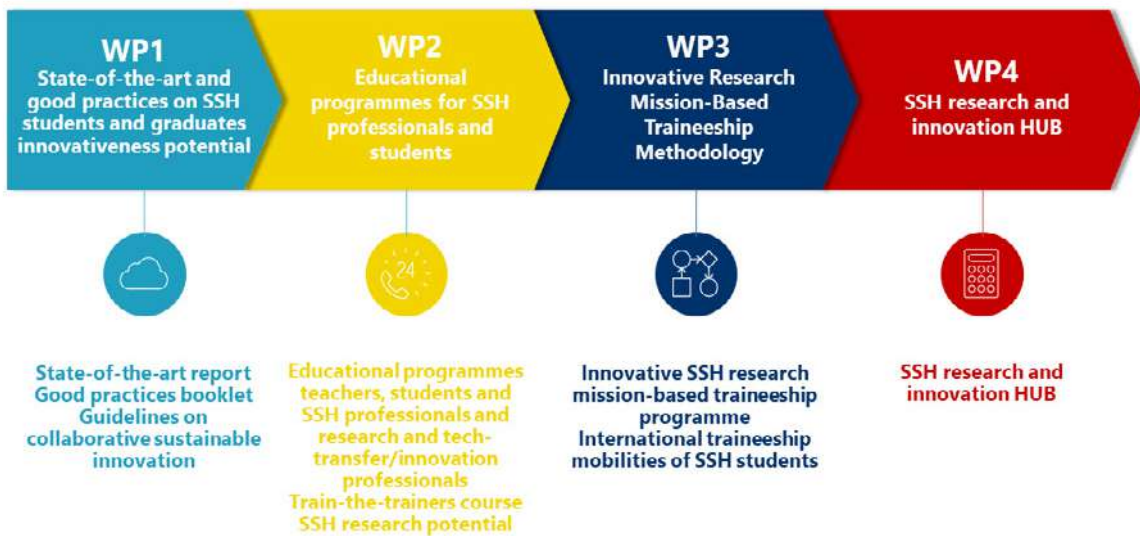 WP1
State-of-the-art and
good practices on SSH
students and graduates
innovativeness potential
WP2
Educational
programmes for SSH
professionals and
students
WP3
Innovative Research
Mission-Based
Traineeship
Methodology
WP4
SSH research and
innovation HUB
24
State-of-the-art report
Good practices booklet
Guidelines on
collaborative sustainable
innovation
Educational programmes
teachers, students and
SSH professionals and
research and tech-
transfer/innovation
professionals
Train-the-trainers course
SSH research potential
Innovative SSH research
mission-based traineeship
programme
International traineeship
mobilities of SSH students
SSH research and
innovation HUB